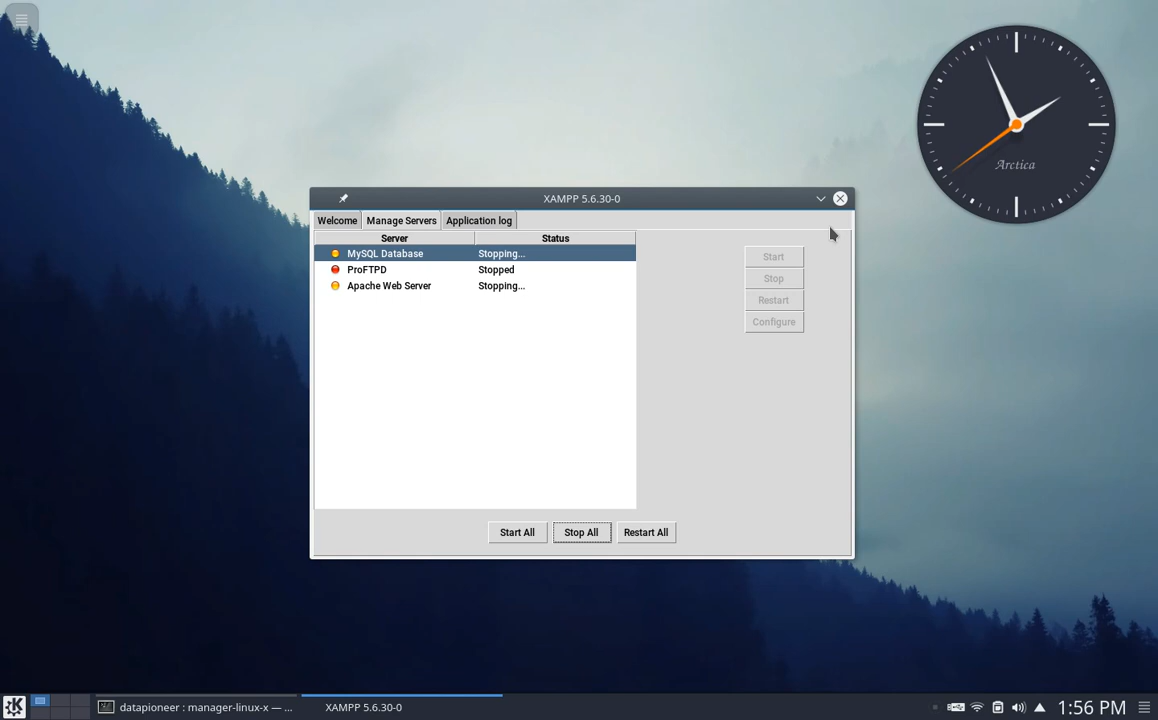 Arctica
XAMPP 5.6.30-0
Welcome Manage Servers Application log
Server Status
MySQL Database Stopping...
ProFTPD Stopped
Apache Web Server Stopping...
Start
Stop
Restart
Configure
Start All Stop All Restart All
datapioneer : manager-linux-x — ... XAMPP 5.6.30-0 1:56 PM